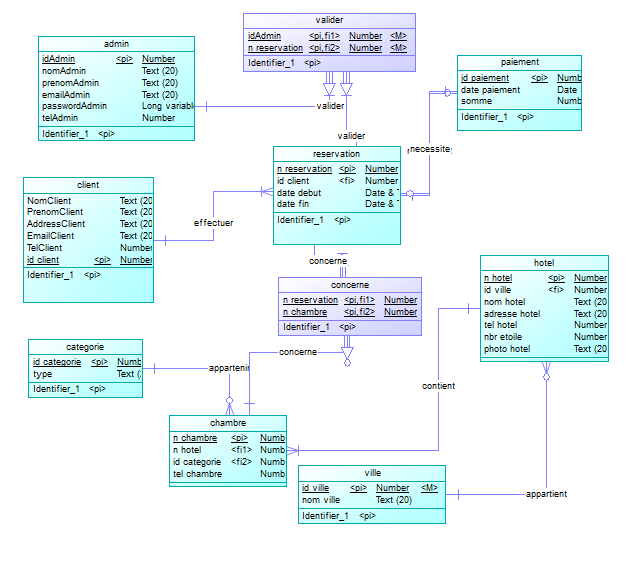 valider
idAdmin <pi,fi1> Number <M>
n reservation <pi,fi2> Number <M>
Identifier_1 <pi>
admin
idAdmin <pi> Number
nomAdmin Text (20)
prenomAdmin Text (20)
emailAdmin Text (20)
passwordAdmin Long variabl
telAdmin Number
Identifier_1 <pi>
paiement
id paiement <pi> Numb
date paiement Date
somme Numb
Identifier_1 <pi>
valider
valider
necessite
reservation
n reservation <pi> Number
id client <fi> Number
date debut Date & T
date fin Date & T
Identifier_1 <pi>
client
NomClient Text (20
PrenomClient Text (20
AddressClient Text (20
EmailClient Text (20
TelClient Number
id client <pi> Number
Identifier_1 <pi>
effectuer
concerne
hotel
n hotel <pi> Number
id ville <fi> Number
nom hotel Text (20
adresse hotel Text (20
tel hotel Number
nbr etoile Number
photo hotel Text (20
concerne
n reservation <pi,fi1> Number
n chambre <pi,fi2> Number
Identifier_1 <pi>
categorie
id categorie <pi> Numb
type Text (
Identifier_1 <pi>
concerne
appartenir
contient
chambre
n chambre <pi> Numb
n hotel <fi1> Numb
id categorie <fi2> Numb
tel chambre Numb
ville
id ville <pi> Number <M>
nom ville Text (20)
Identifier_1 <pi>
appartient